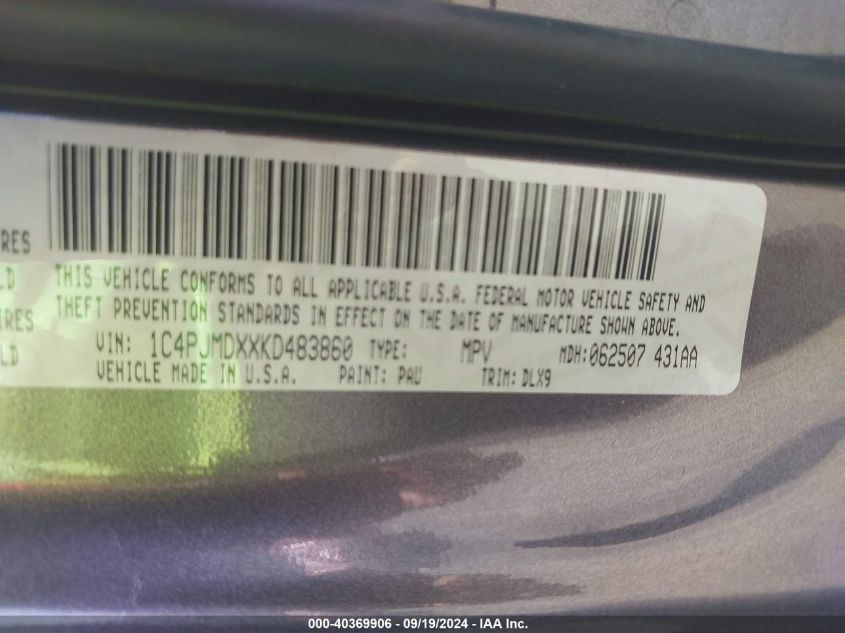 RES
LD
IRES
LD
THIS VEHICLE CONFORMS TO ALL APPLICABLE U.S.A. FEDERAL MOTOR VEHICLE SAFETY AND
THEFT PREVENTION STANDARDS IN EFFECT ON THE DATE OF MANUFACTURE SHOWN ABOVE.
VIN: 1C4PJMDXXKD483860 TYPE: MPV MDH:062507 431AA
VEHICLE MADE IN U.S.A. PAINT: PAU TRIM: DLX9
000-40369906 - 09/19/2024 - IAA Inc.